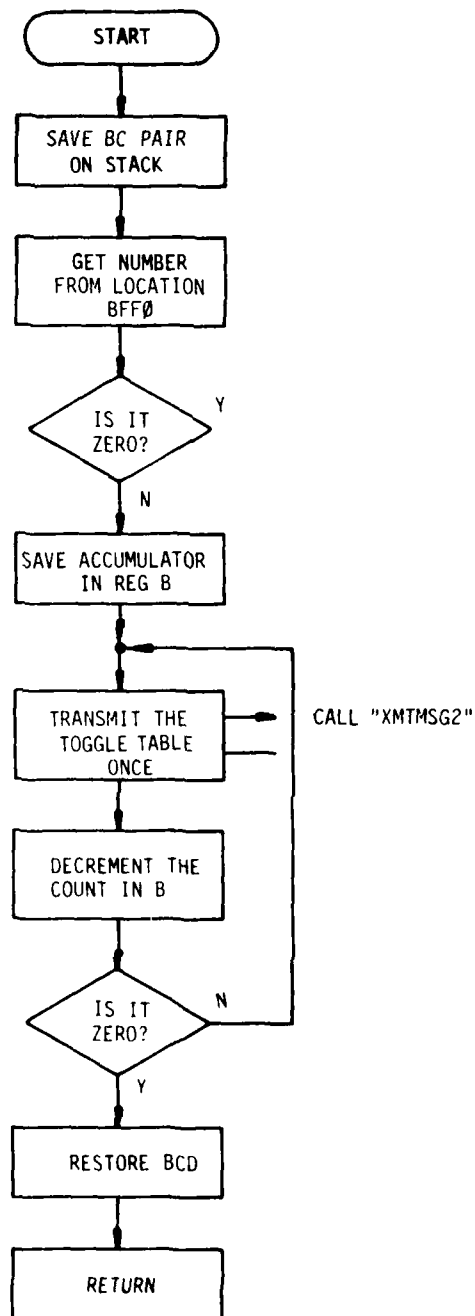 START
SAVE BC PAIR
ON STACK
GET NUMBER
FROM LOCATION
BFFØ
IS IT
ZERO?
Y
N
SAVE ACCUMULATOR
IN REG B
TRANSMIT THE
TOGGLE TABLE
ONCE
CALL "XMTMSG2"
DECREMENT THE
COUNT IN B
IS IT
ZERO?
N
Y
RESTORE BCD
RETURN